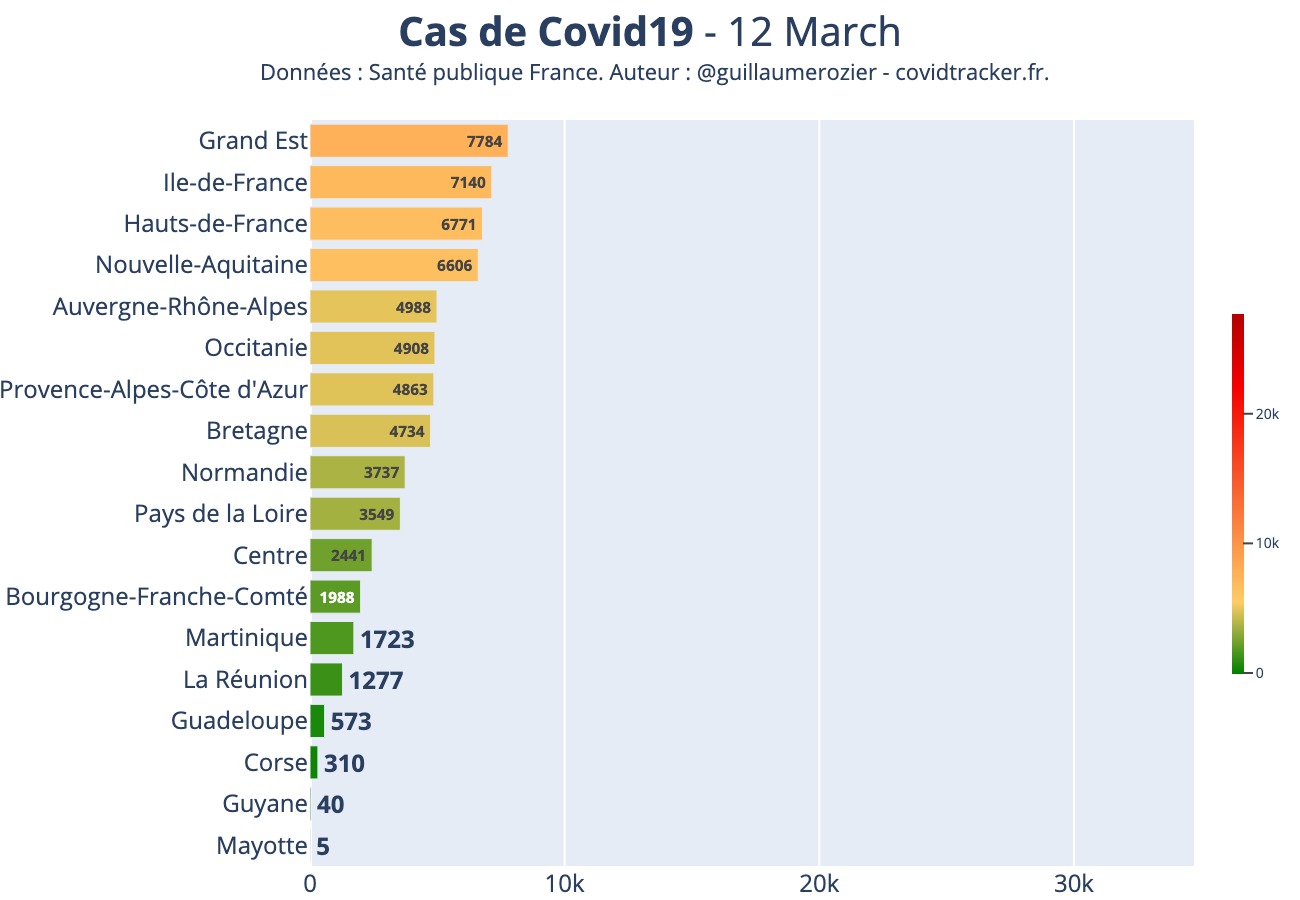 Cas de Covid19 - 12 March
Données : Santé publique France. Auteur : @guillaumerozier - covidtracker.fr.
Grand Est 7784
Ile-de-France 7140
Hauts-de-France 6771
Nouvelle-Aquitaine 6606
Auvergne-Rhône-Alpes 4988
Occitanie 4908
Provence-Alpes-Côte d'Azur 4863
Bretagne 4734
Normandie 3737
Pays de la Loire 3549
Centre 2441
Bourgogne-Franche-Comté 1988
Martinique 1723
La Réunion 1277
Guadeloupe 573
Corse 310
Guyane 40
Mayotte 5
0 10k 20k 30k
20k
10k
0